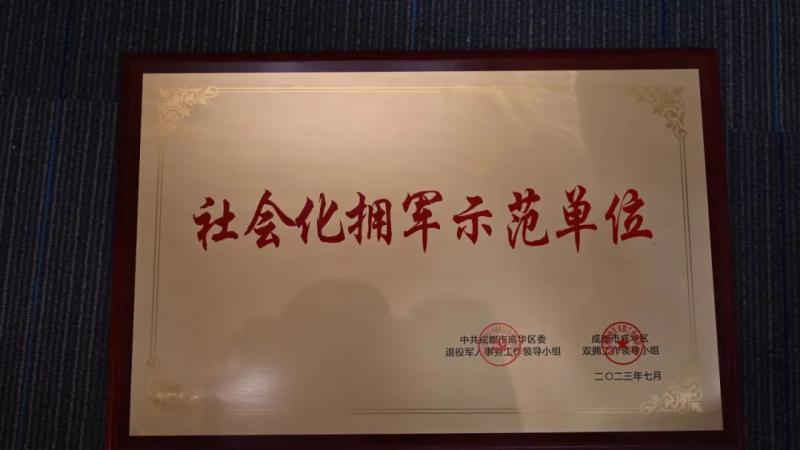 社会化拥军示范单位
中共成都市成华区委
退役军人事务工作领导小组
成都市成华区
双拥工作领导小组
二〇二三年七月